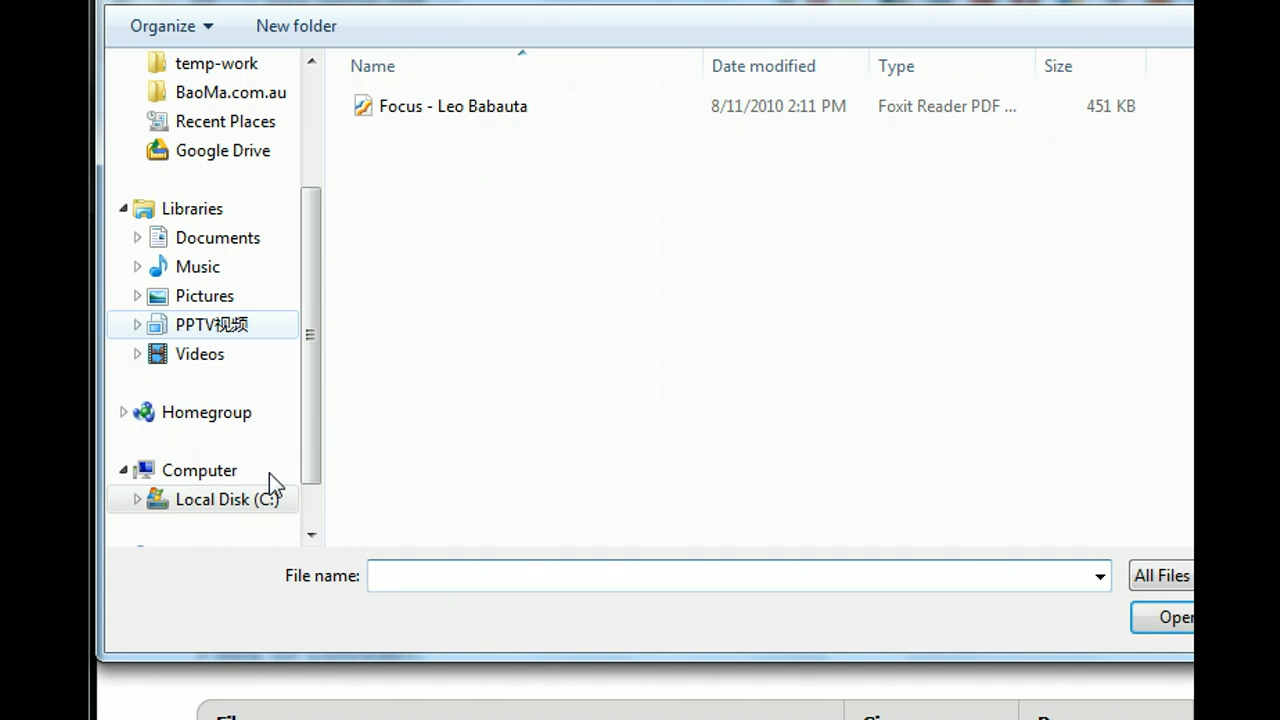 Organize New folder
Name Date modified Type Size
temp-work
Focus - Leo Babauta 8/11/2010 2:11 PM Foxit Reader PDF ... 451 KB
BaoMa.com.au
Recent Places
Google Drive
Libraries
Documents
Music
Pictures
PPTV视频
Videos
Homegroup
Computer
Local Disk (C:)
File name: All Files
Open